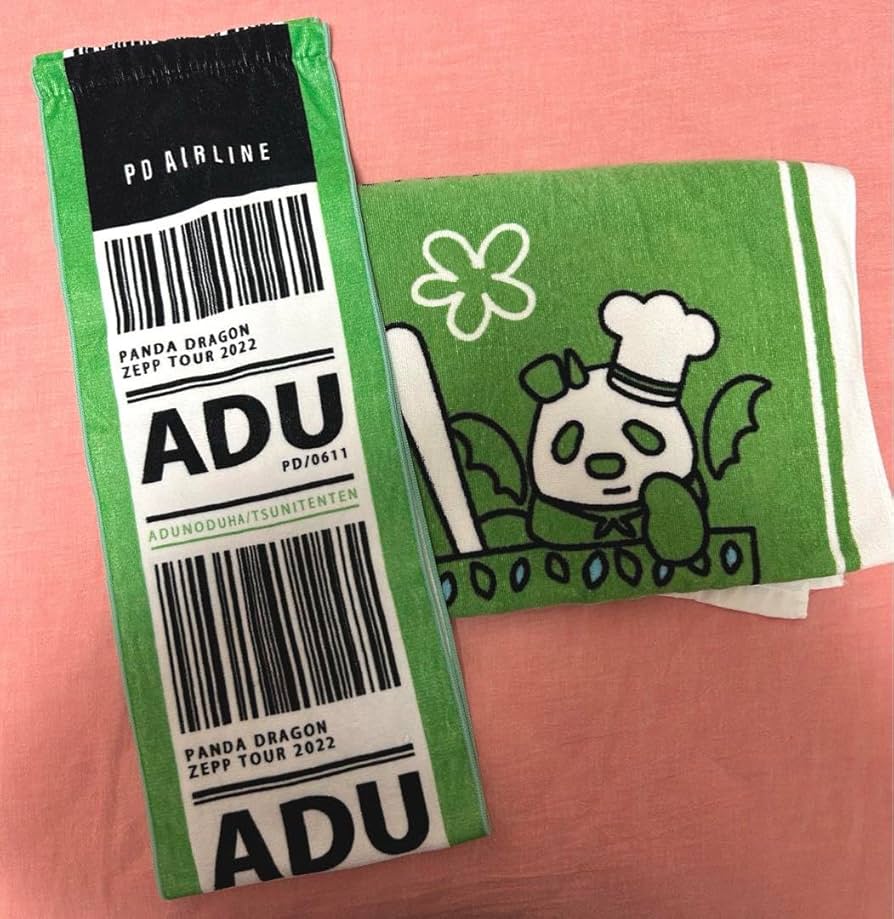 PD AIRLINE
PANDA DRAGON
ZEPP TOUR 2022
ADU
PD/0611
ADUNODUHA/TSUNITENTEN
PANDA DRAGON
ZEPP TOUR 2022
ADU